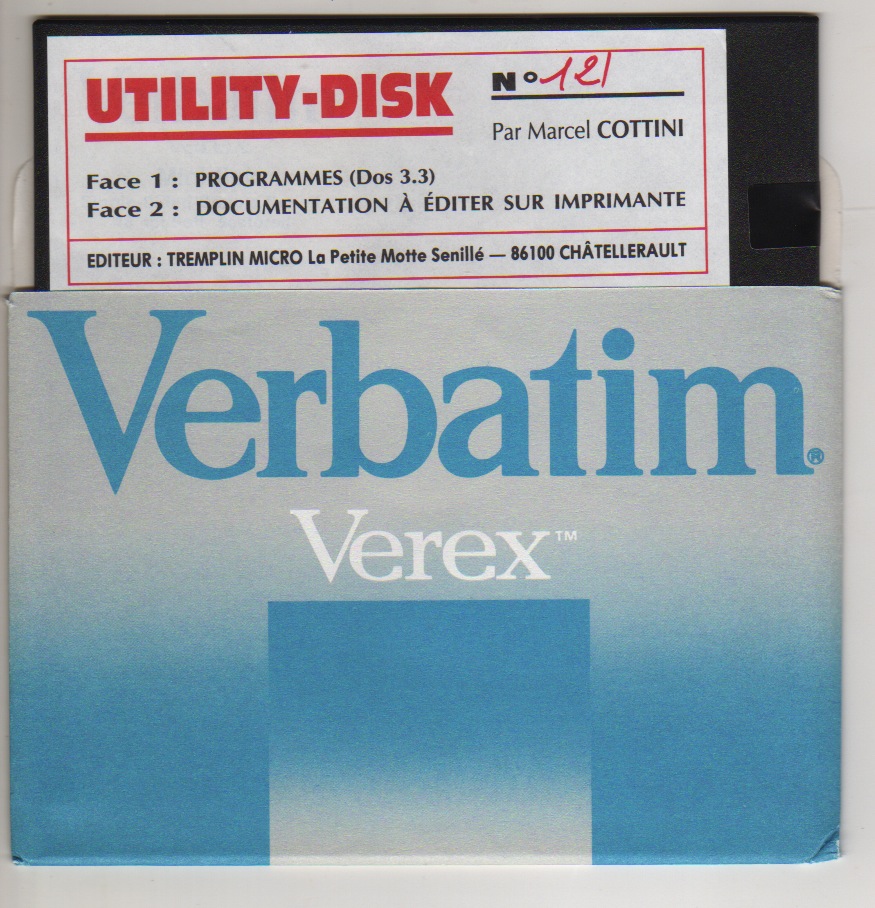 UTILITY-DISK N° 121
Par Marcel COTTINI
Face 1 : PROGRAMMES (Dos 3.3)
Face 2 : DOCUMENTATION À ÉDITER SUR IMPRIMANTE
EDITEUR : TREMPLIN MICRO La Petite Motte Senillé — 86100 CHÂTELLERAULT
Verbatim®
Verex™